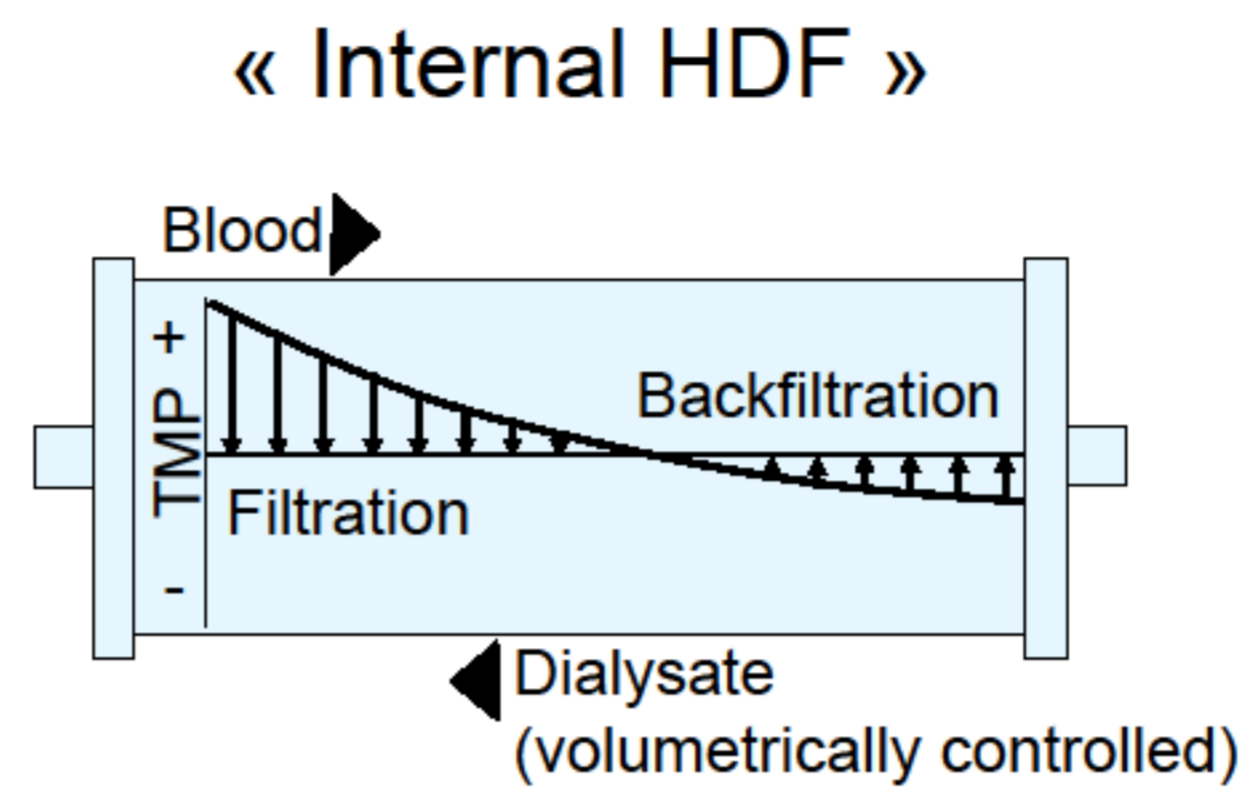 « Internal HDF »
Blood
+
TMP
-
Backfiltration
Filtration
Dialysate
(volumetrically controlled)